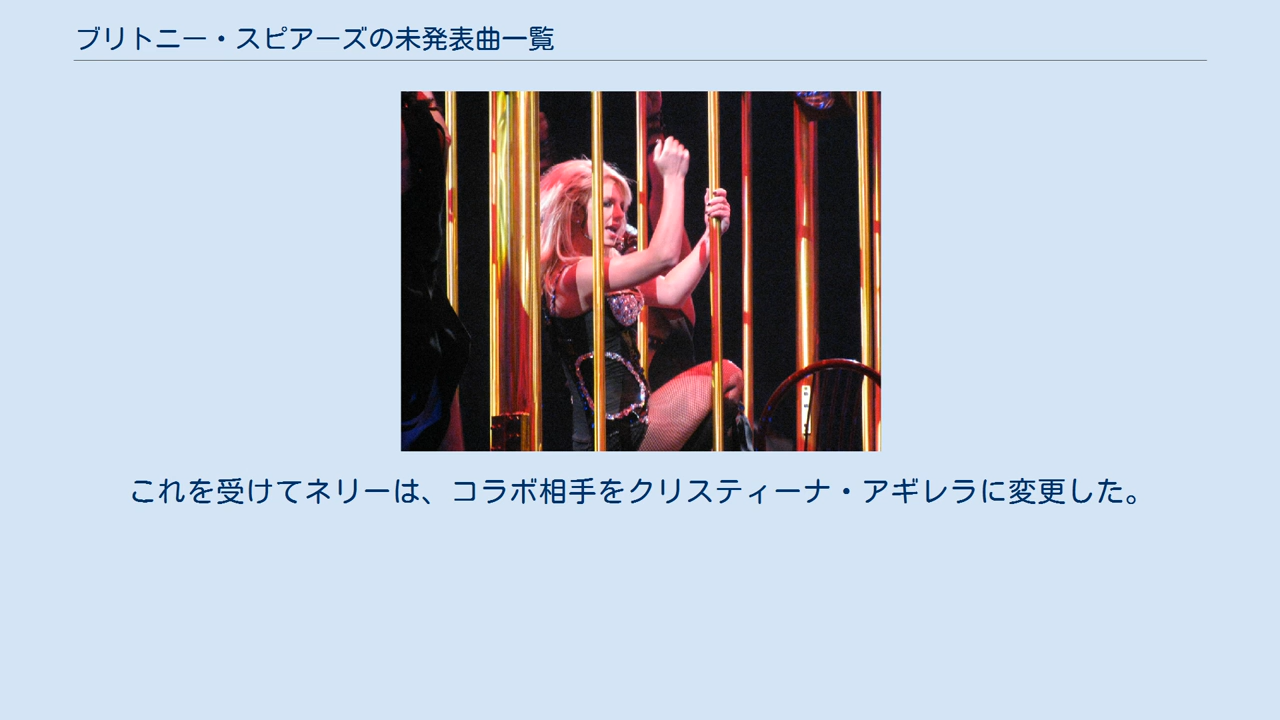 ブリトニー・スピアーズの未発表曲一覧
これを受けてネリーは、コラボ相手をクリスティーナ・アギレラに変更した。